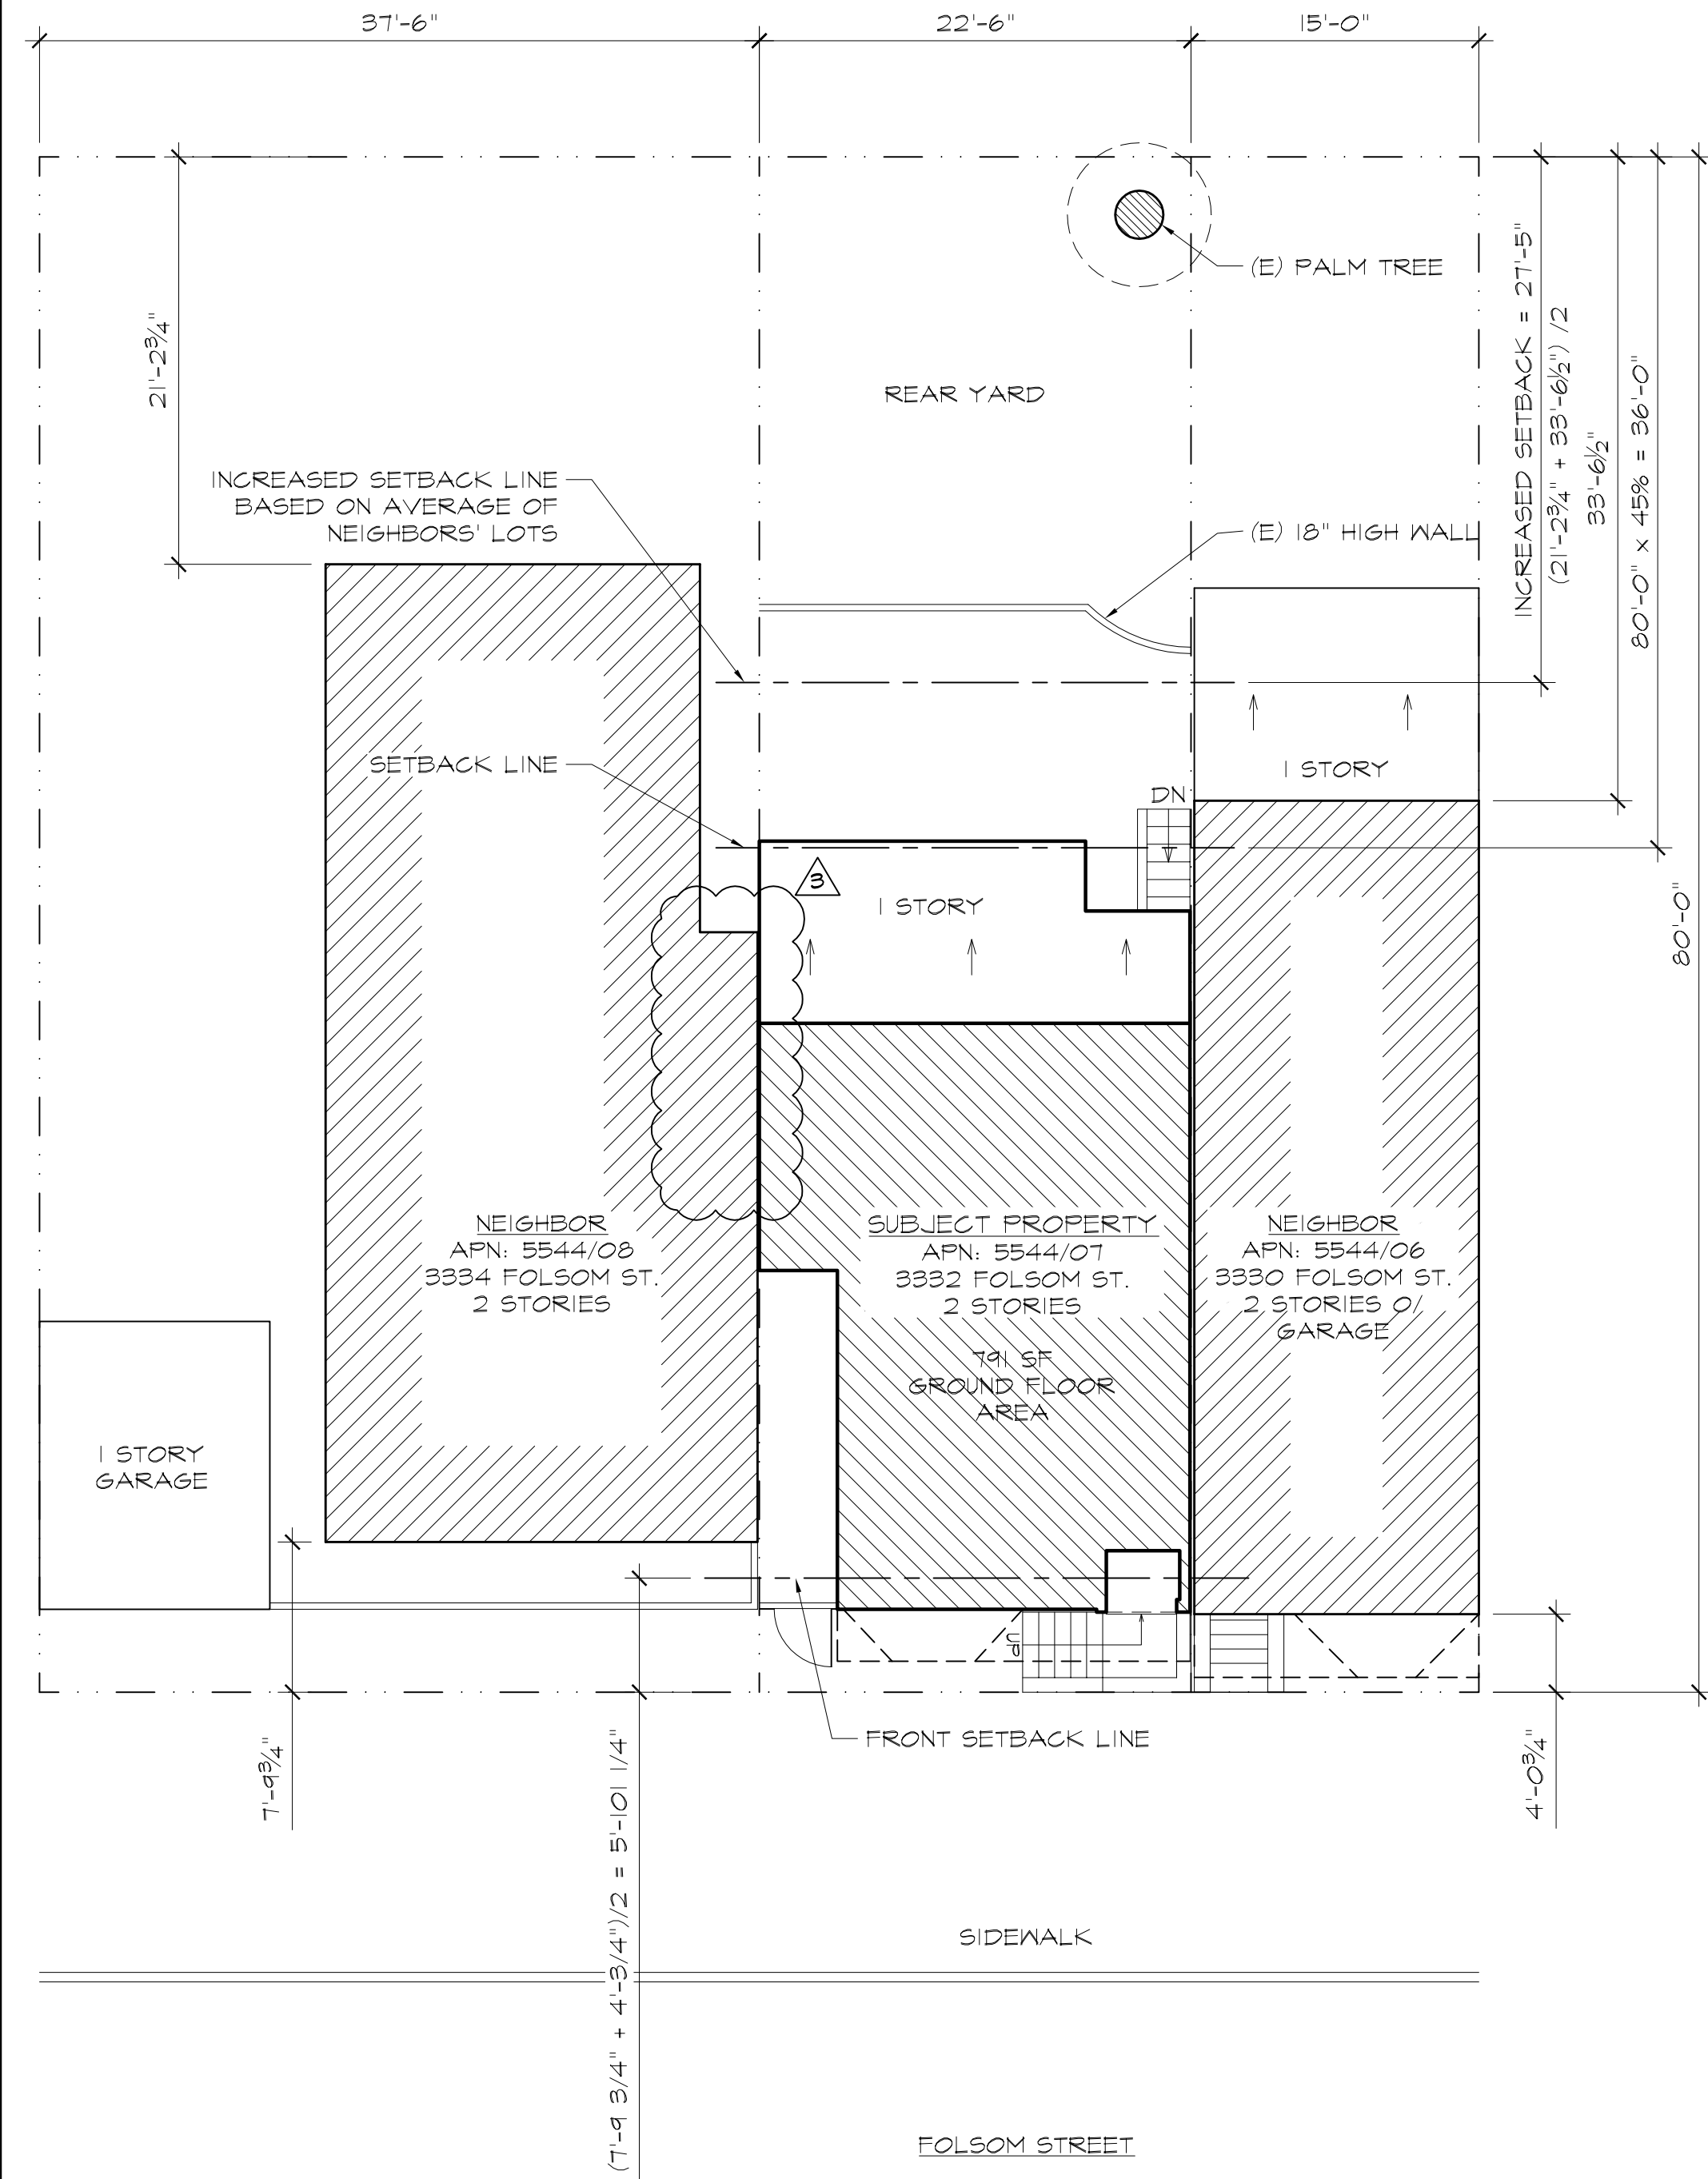 37'-6"
22'-6"
15'-0"
21'-2¾"
(E) PALM TREE
REAR YARD
INCREASED SETBACK = 27'-5"
(21'-2¾" + 33'-6½") /2
33'-6½"
80'-0" x 45% = 36'-0"
80'-0"
INCREASED SETBACK LINE
BASED ON AVERAGE OF
NEIGHBORS' LOTS
(E) 18" HIGH WALL
SETBACK LINE
1 STORY
DN
3
1 STORY
NEIGHBOR
APN: 5544/08
3334 FOLSOM ST.
2 STORIES
SUBJECT PROPERTY
APN: 5544/07
3332 FOLSOM ST.
2 STORIES
791 SF
GROUND FLOOR
AREA
NEIGHBOR
APN: 5544/06
3330 FOLSOM ST.
2 STORIES O/
GARAGE
1 STORY
GARAGE
UP
FRONT SETBACK LINE
7'-9¾"
(7'-9 3/4" + 4'-3/4")/2 = 5'-101 1/4"
4'-0¾"
SIDEWALK
FOLSOM STREET